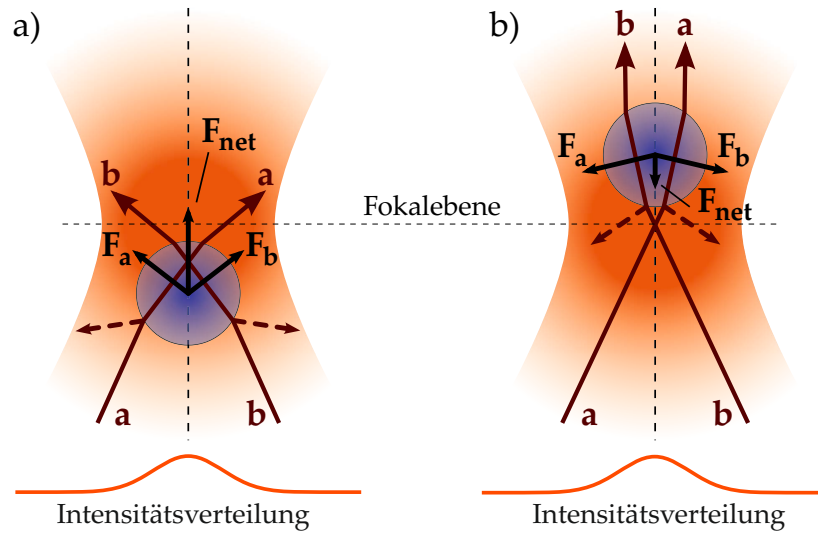 a)
b)
b
a
F_net
b
a
F_a
F_b
F_a
F_b
F_net
Fokalebene
a
b
a
b
Intensitätsverteilung
Intensitätsverteilung